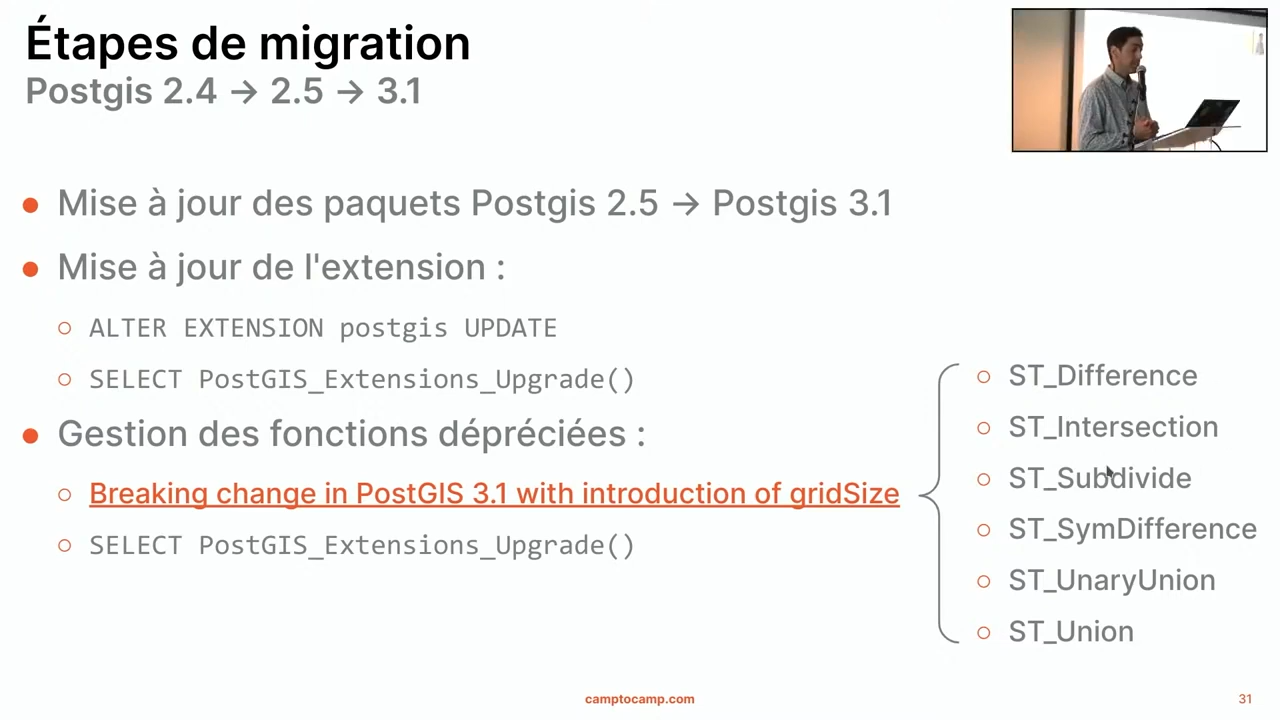 Étapes de migration
Postgis 2.4 → 2.5 → 3.1
● Mise à jour des paquets Postgis 2.5 → Postgis 3.1
● Mise à jour de l'extension :
○ ALTER EXTENSION postgis UPDATE
○ SELECT PostGIS_Extensions_Upgrade()
● Gestion des fonctions dépréciées :
○ Breaking change in PostGIS 3.1 with introduction of gridSize
○ SELECT PostGIS_Extensions_Upgrade()
○ ST_Difference
○ ST_Intersection
○ ST_Subdivide
○ ST_SymDifference
○ ST_UnaryUnion
○ ST_Union
camptocamp.com
31